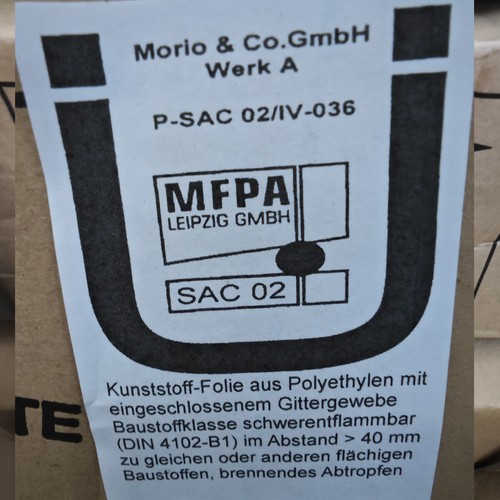 Morio & Co.GmbH
Werk A
P-SAC 02/IV-036
MFPA
LEIPZIG GMBH
SAC 02
Kunststoff-Folie aus Polyethylen mit
eingeschlossenem Gittergewebe
Baustoffklasse schwerentflammbar
(DIN 4102-B1) im Abstand > 40 mm
zu gleichen oder anderen flächigen
Baustoffen, brennendes Abtropfen
TE